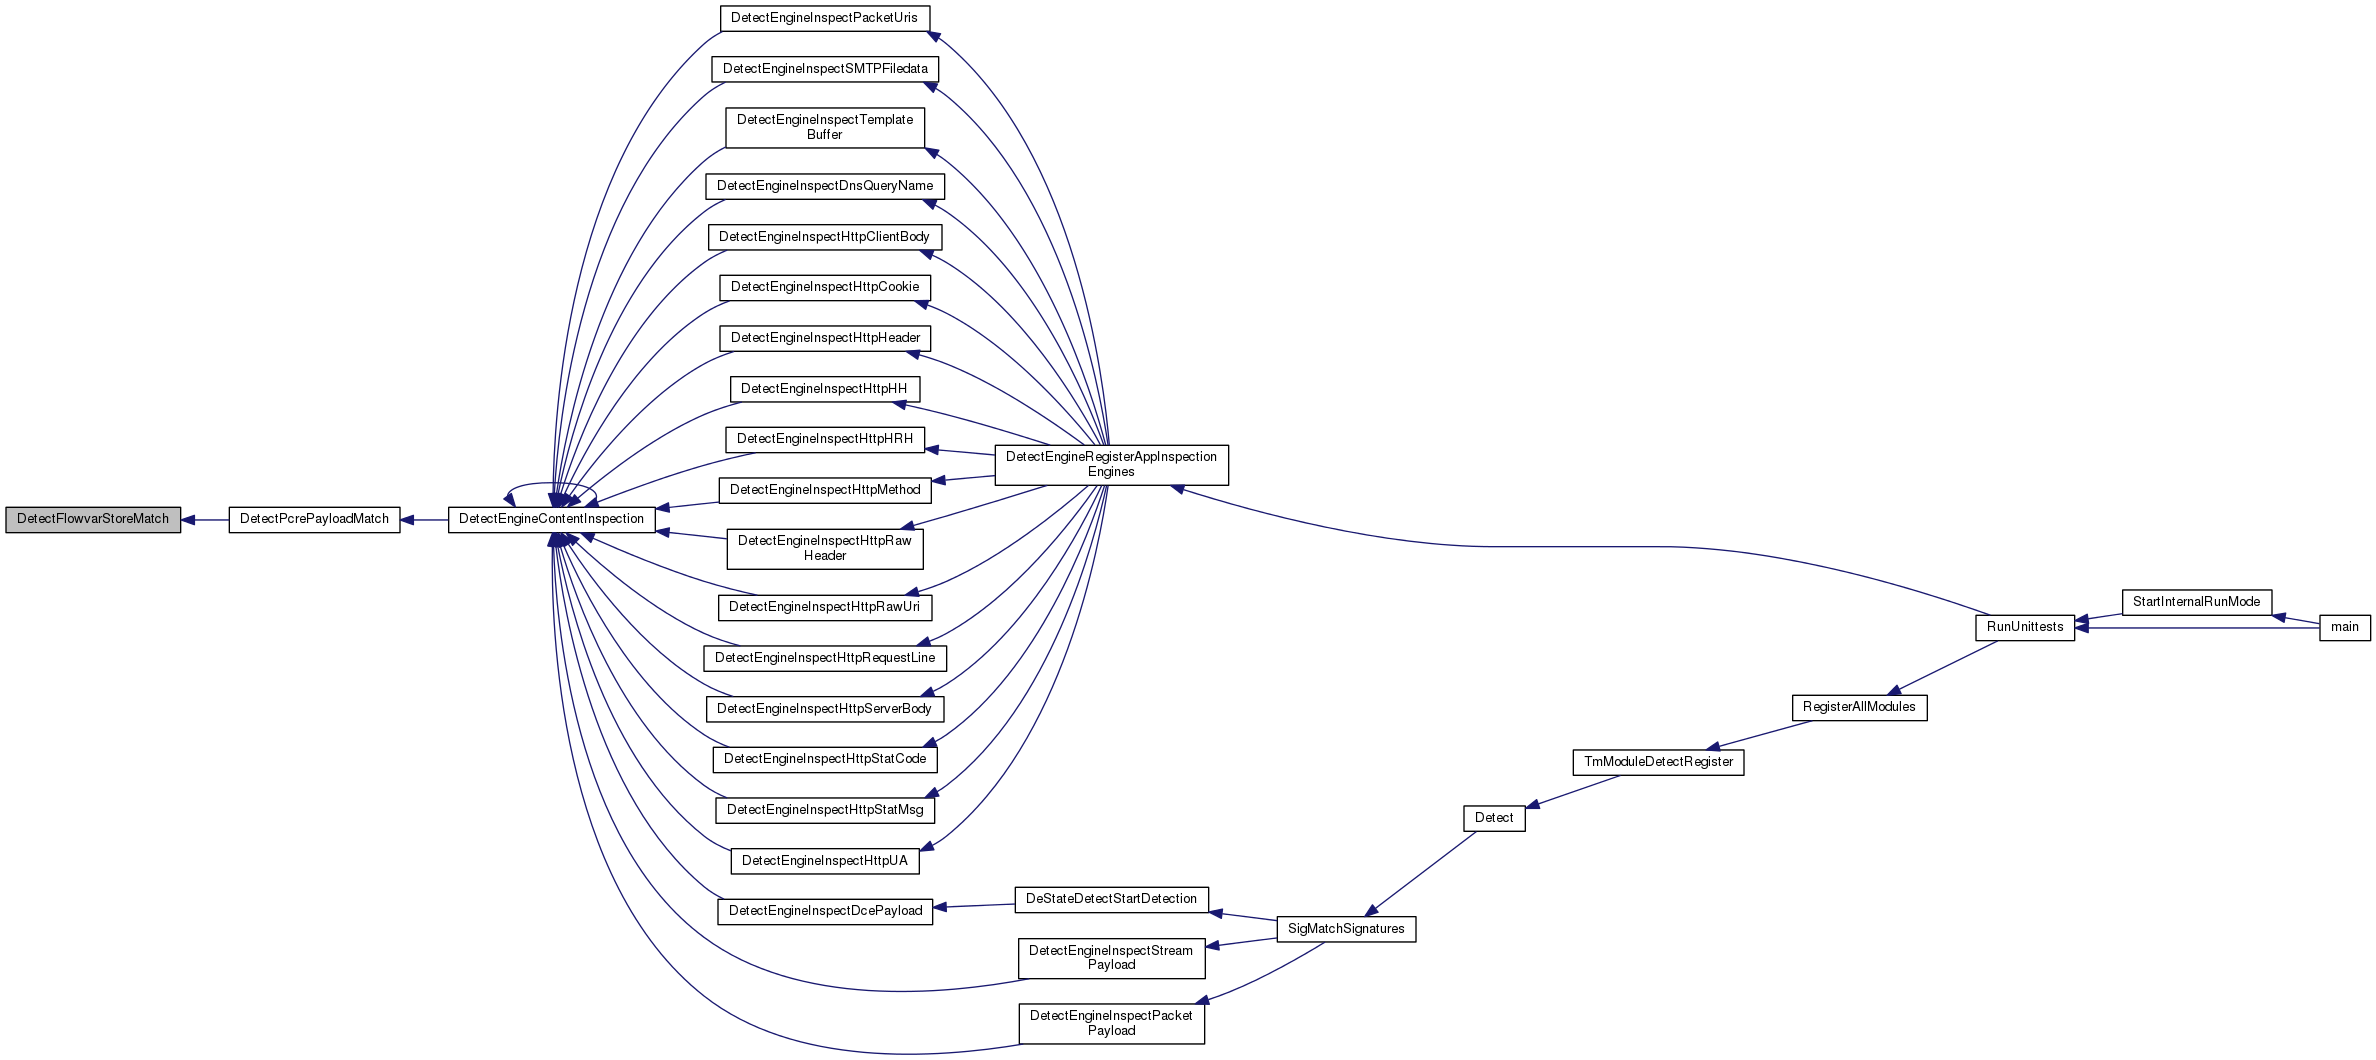 DetectFlowvarStoreMatch
DetectPcrePayloadMatch
DetectEngineContentInspection
DetectEngineInspectPacketUris
DetectEngineInspectSMTPFiledata
DetectEngineInspectTemplate
Buffer
DetectEngineInspectDnsQueryName
DetectEngineInspectHttpClientBody
DetectEngineInspectHttpCookie
DetectEngineInspectHttpHeader
DetectEngineInspectHttpHH
DetectEngineInspectHttpHRH
DetectEngineInspectHttpMethod
DetectEngineInspectHttpRaw
Header
DetectEngineInspectHttpRawUri
DetectEngineInspectHttpRequestLine
DetectEngineInspectHttpServerBody
DetectEngineInspectHttpStatCode
DetectEngineInspectHttpStatMsg
DetectEngineInspectHttpUA
DetectEngineInspectDcePayload
DetectEngineRegisterAppInspection
Engines
DeStateDetectStartDetection
DetectEngineInspectStream
Payload
DetectEngineInspectPacket
Payload
SigMatchSignatures
Detect
TmModuleDetectRegister
RegisterAllModules
RunUnittests
StartInternalRunMode
main